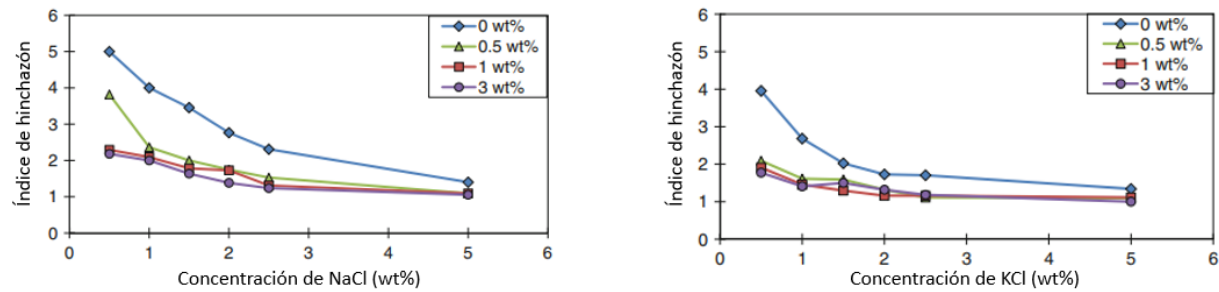 Índice de hinchazón
6
5
4
3
2
1
0
0 1 2 3 4 5 6
Concentración de NaCl (wt%)
0 wt%
0.5 wt%
1 wt%
3 wt%
Índice de hinchazón
6
5
4
3
2
1
0
0 1 2 3 4 5 6
Concentración de KCl (wt%)
0 wt%
0.5 wt%
1 wt%
3 wt%